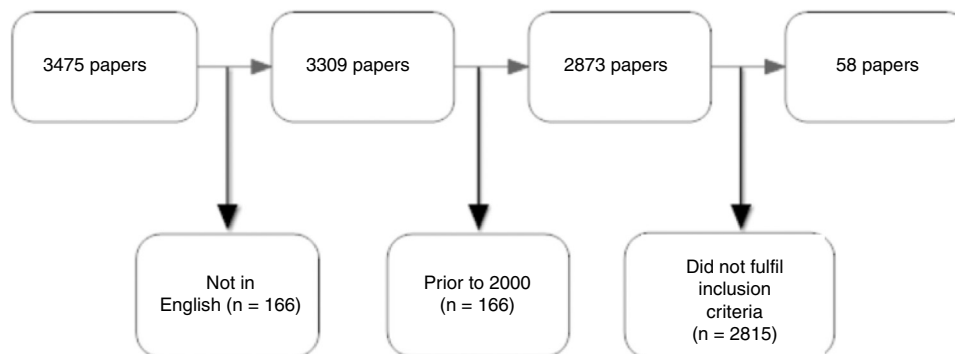 3475 papers
3309 papers
2873 papers
58 papers
Not in
English (n = 166)
Prior to 2000
(n = 166)
Did not fulfil
inclusion
criteria
(n = 2815)